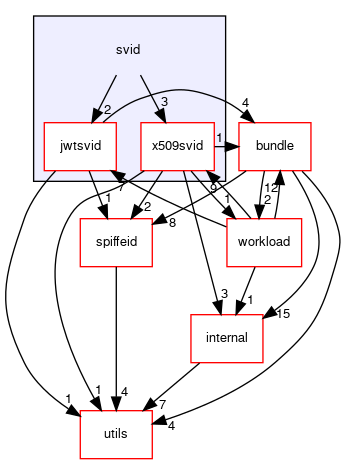 svid
2 3 4
jwtsvid x509svid 1 bundle
7 9 12
1 2 1 2
8
spiffeid workload
3 1 15
internal
1 1 4 7 4
utils